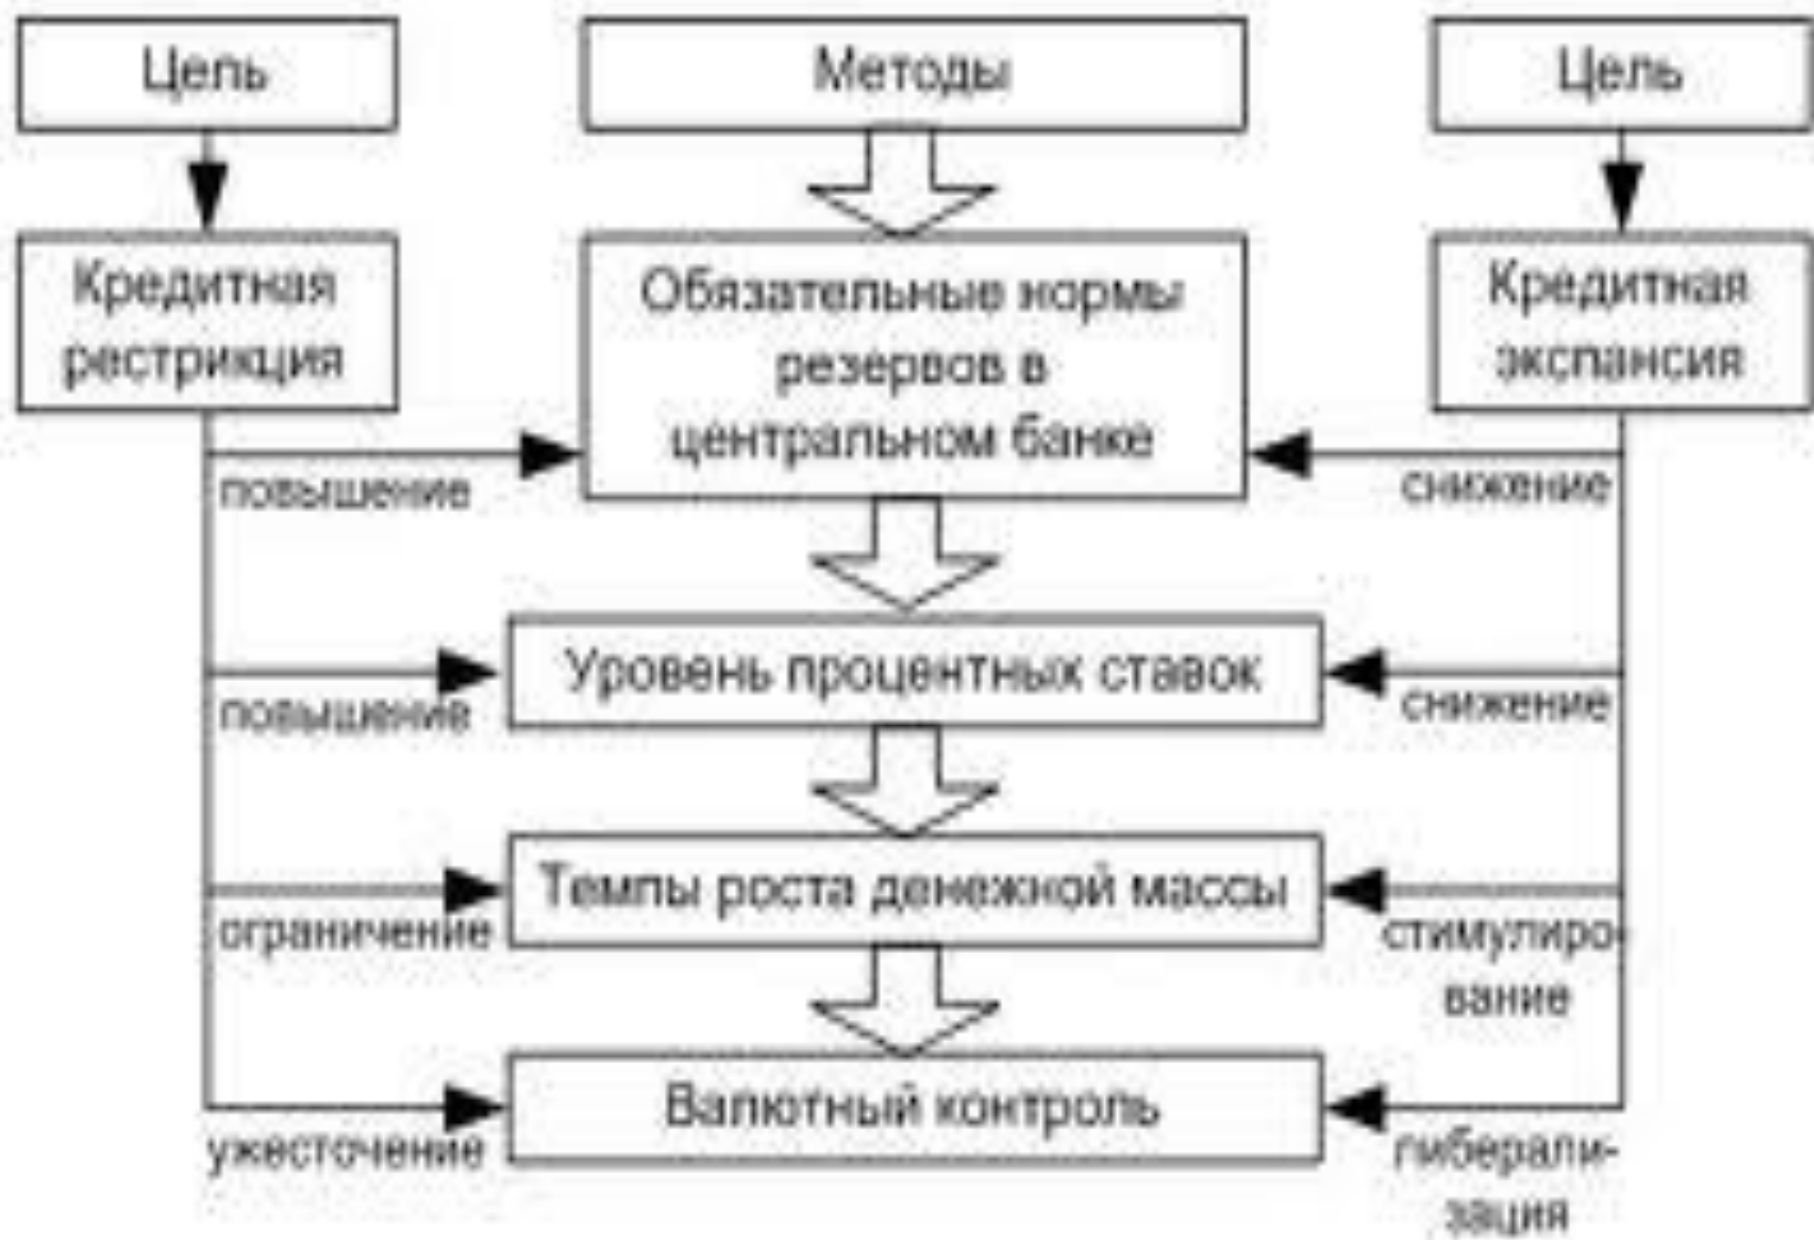 Цель
Методы
Цель
Кредитная
рестрикция
Обязательные нормы
резервов в
центральном банке
Кредитная
экспансия
повышение
снижение
Уровень процентных ставок
повышение
снижение
Темпы роста денежной массы
ограничение
стимулиро-
вание
Валютный контроль
ужесточение
либерали-
зация